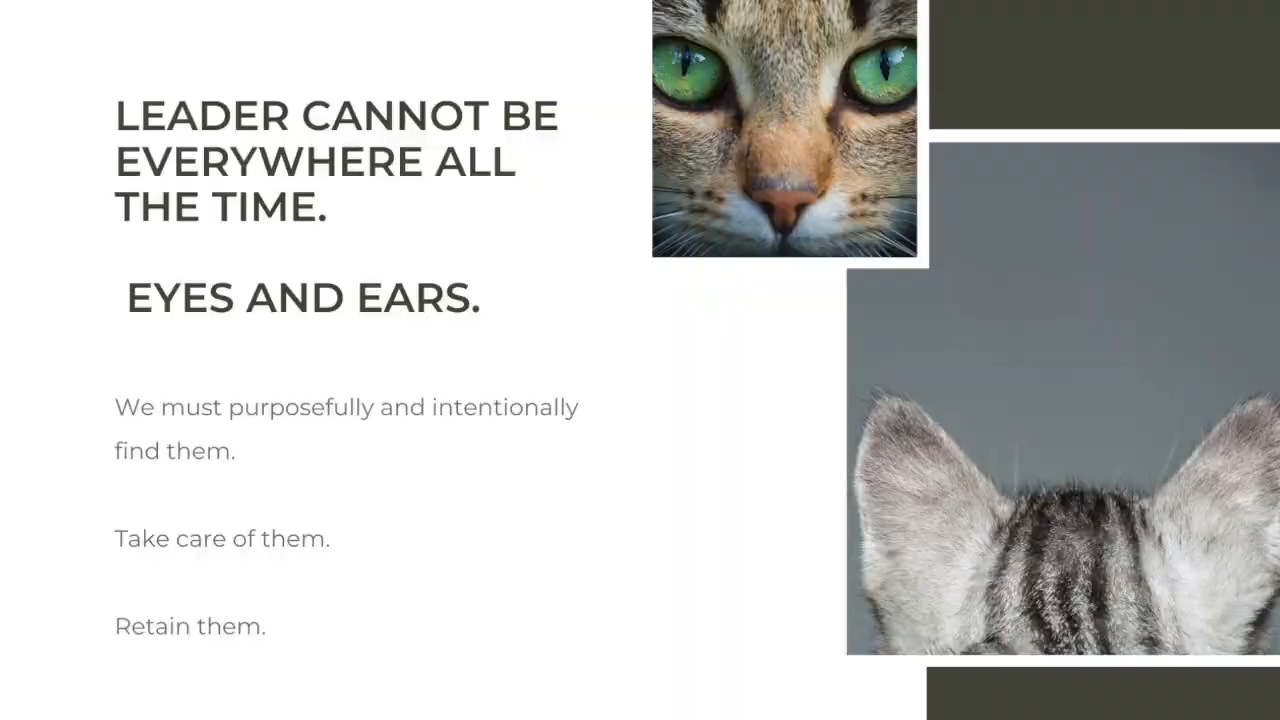 LEADER CANNOT BE
EVERYWHERE ALL
THE TIME.
EYES AND EARS.
We must purposefully and intentionally
find them.
Take care of them.
Retain them.